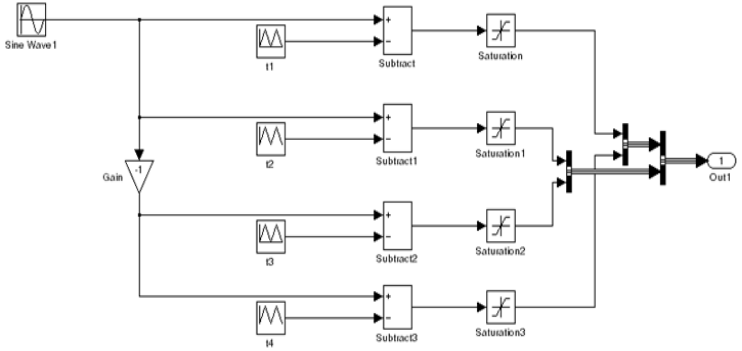 Sine Wave1
t1
+
−
Subtract
Saturation
t2
+
−
Subtract1
Saturation1
Gain
-1
1
Out1
t3
+
−
Subtract2
Saturation2
t4
+
−
Subtract3
Saturation3